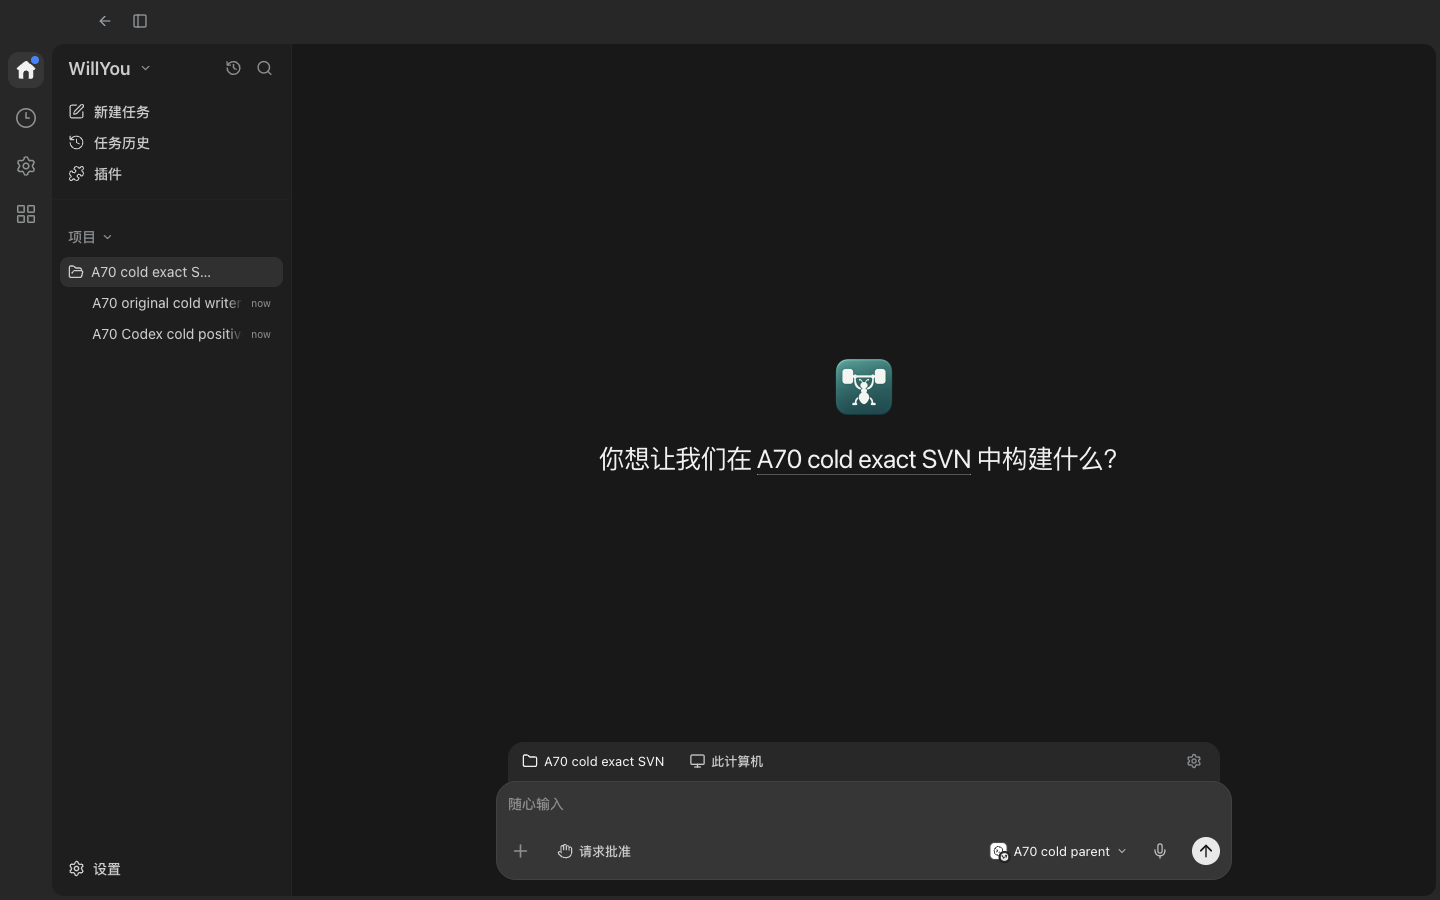 WillYou
新建任务
任务历史
插件
项目
A70 cold exact S...
A70 original cold writer now
A70 Codex cold positiv now
你想让我们在 A70 cold exact SVN 中构建什么?
A70 cold exact SVN 此计算机
随心输入
请求批准 A70 cold parent
设置